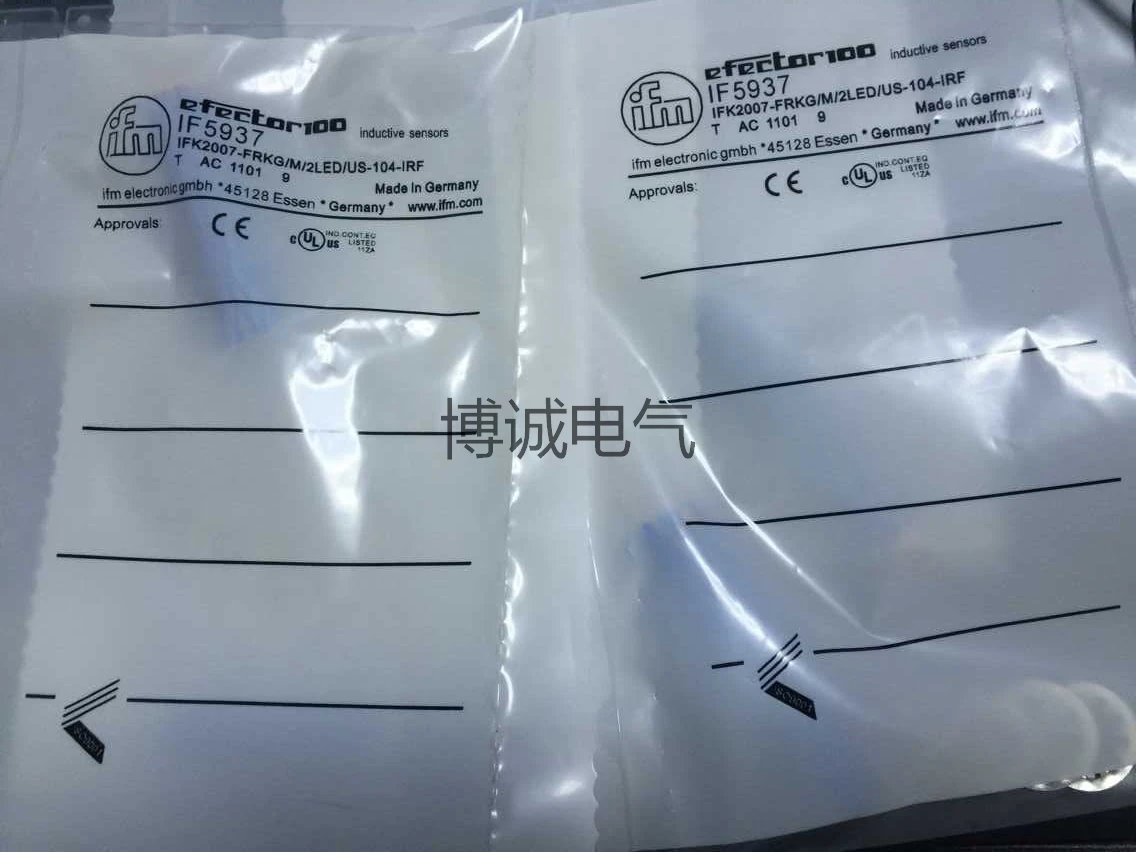 ifm
efector100 inductive sensors
IF5937
IFK2007-FRKG/M/2LED/US-104-IRF
T AC 1101 9
Made in Germany
ifm electronic gmbh *45128 Essen * Germany * www.ifm.com
Approvals:
CE
c UL US
IND.CONT.EQ
LISTED
11ZA
ISO9001
ifm
efector100 inductive sensors
IF5937
IFK2007-FRKG/M/2LED/US-104-IRF
T AC 1101 9
Made in Germany
ifm electronic gmbh *45128 Essen * Germany * www.ifm.com
Approvals:
CE
c UL US
IND.CONT.EQ
LISTED
11ZA
ISO9001
博诚电气